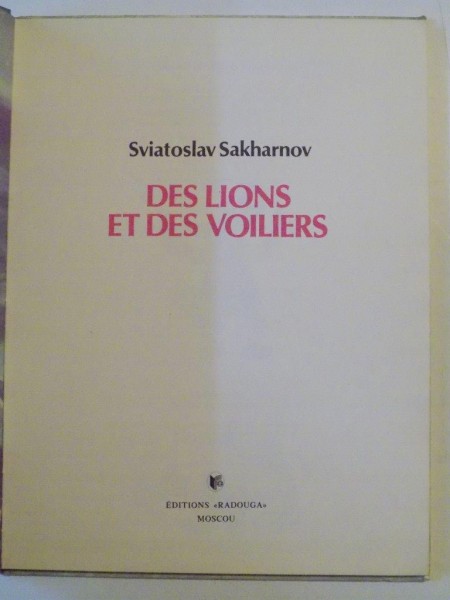 Sviatoslav Sakharnov
DES LIONS
ET DES VOILIERS
ÉDITIONS «RADOUGA»
MOSCOU